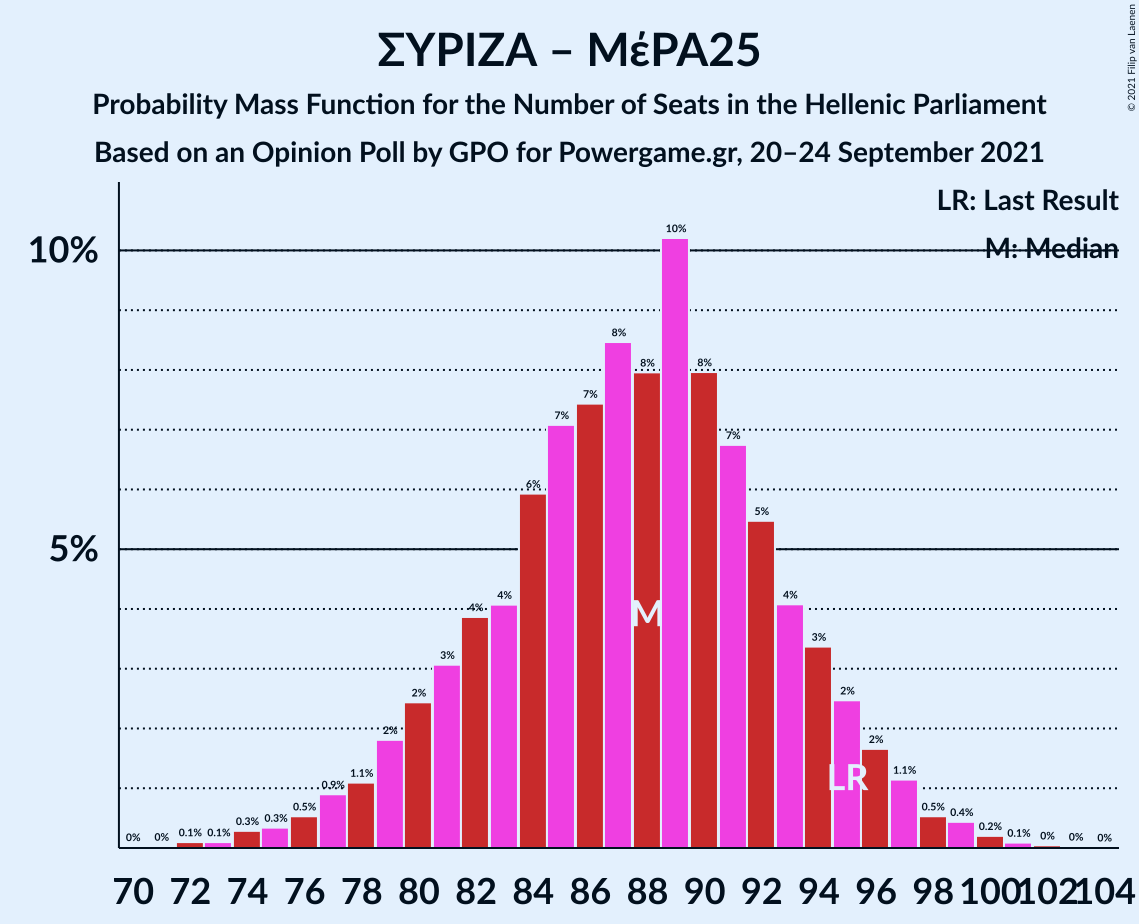 ΣΥΡΙΖΑ – ΜέΡΑ25
Probability Mass Function for the Number of Seats in the Hellenic Parliament
Based on an Opinion Poll by GPO for Powergame.gr, 20–24 September 2021
© 2021 Filip van Laenen
LR: Last Result
M: Median
10%
5%
0% 0% 0.1% 0.1% 0.3% 0.3% 0.5% 0.9% 1.1% 2% 2% 3% 4% 4% 6% 7% 7% 8% 8% 10% 8% 7% 5% 4% 3% 2% 2% 1.1% 0.5% 0.4% 0.2% 0.1% 0% 0% 0%
M
LR
70 72 74 76 78 80 82 84 86 88 90 92 94 96 98 100 102 104